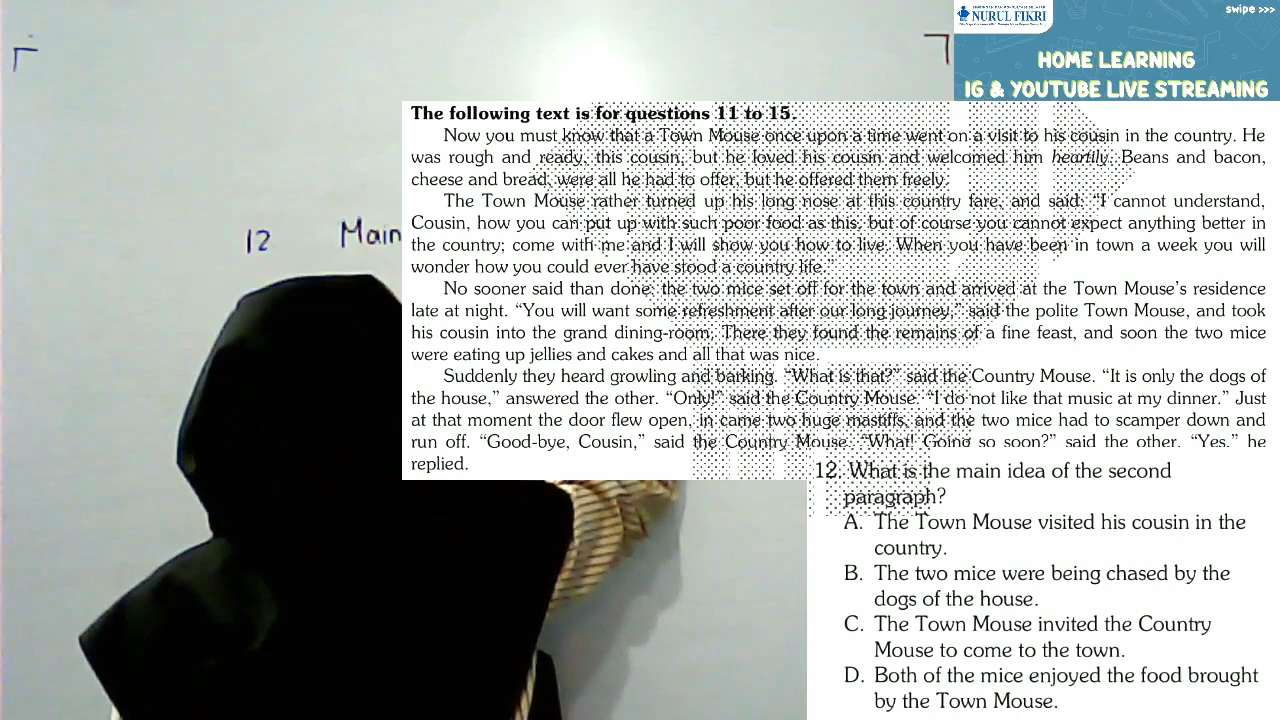 swipe >>>
NURUL FIKRI
HOME LEARNING
IG & YOUTUBE LIVE STREAMING
The following text is for questions 11 to 15.
Now you must know that a Town Mouse once upon a time went on a visit to his cousin in the country. He
was rough and ready, this cousin, but he loved his cousin and welcomed him heartily. Beans and bacon,
cheese and bread, were all he had to offer, but he offered them freely.
The Town Mouse rather turned up his long nose at this country fare, and said: “I cannot understand,
Cousin, how you can put up with such poor food as this, but of course you cannot expect anything better in
the country; come with me and I will show you how to live. When you have been in town a week you will
wonder how you could ever have stood a country life.”
No sooner said than done: the two mice set off for the town and arrived at the Town Mouse’s residence
late at night. “You will want some refreshment after our long journey,” said the polite Town Mouse, and took
his cousin into the grand dining-room. There they found the remains of a fine feast, and soon the two mice
were eating up jellies and cakes and all that was nice.
Suddenly they heard growling and barking. “What is that?” said the Country Mouse. “It is only the dogs of
the house,” answered the other. “Only!” said the Country Mouse. “I do not like that music at my dinner.” Just
at that moment the door flew open, in came two huge mastiffs, and the two mice had to scamper down and
run off. “Good-bye, Cousin,” said the Country Mouse. “What! Going so soon?” said the other. “Yes.” he
replied.
12 Main
12. What is the main idea of the second
paragraph?
A. The Town Mouse visited his cousin in the
country.
B. The two mice were being chased by the
dogs of the house.
C. The Town Mouse invited the Country
Mouse to come to the town.
D. Both of the mice enjoyed the food brought
by the Town Mouse.